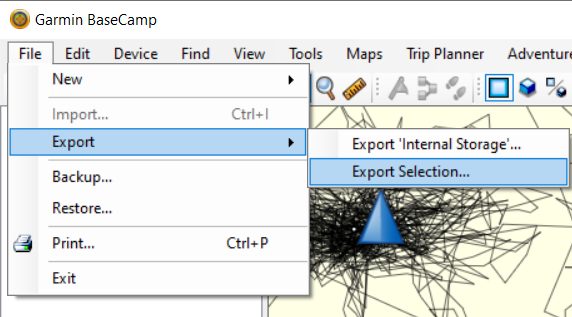 Garmin BaseCamp
File Edit Device Find View Tools Maps Trip Planner Adventure
New
Import... Ctrl+I
Export
Export 'Internal Storage'...
Export Selection...
Backup...
Restore...
Print... Ctrl+P
Exit